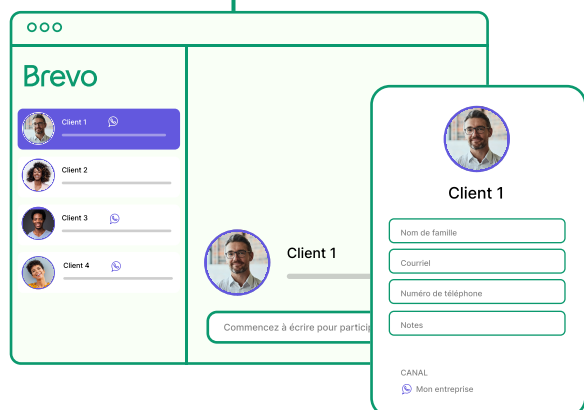 Brevo
Client 1
Client 2
Client 3
Client 4
Client 1
Commencez à écrire pour
Client 1
Nom de famille
Courriel
Numéro de téléphone
Notes
CANAL
Mon entreprise